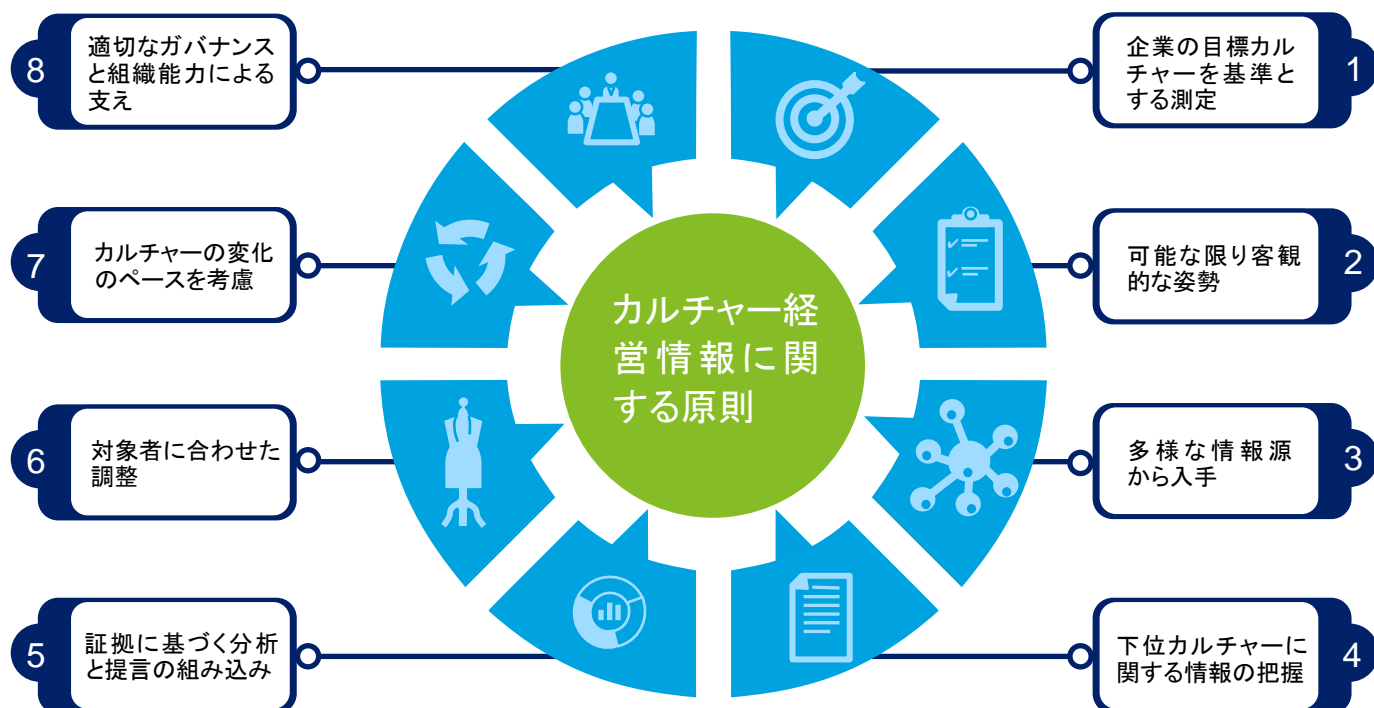 カルチャー経
営情報に関
する原則
1
企業の目標カル
チャーを基準と
する測定
2
可能な限り客観
的な姿勢
3
多様な情報源
から入手
4
下位カルチャーに
関する情報の把握
5
証拠に基づく分析
と提言の組み込み
6
対象者に合わせた
調整
7
カルチャーの変化
のペースを考慮
8
適切なガバナンス
と組織能力による
支え